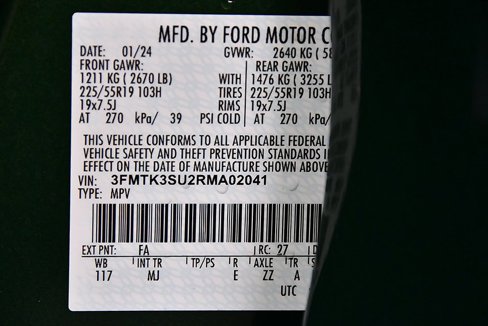 MFD. BY FORD MOTOR C
DATE: 01/24 GVWR: 2640 KG ( 58
FRONT GAWR: REAR GAWR:
1211 KG ( 2670 LB) WITH 1476 KG ( 3255 L
225/55R19 103H TIRES 225/55R19 103H
19x7.5J RIMS 19x7.5J
AT 270 kPa/ 39 PSI COLD AT 270 kPa/
THIS VEHICLE CONFORMS TO ALL APPLICABLE FEDERAL
VEHICLE SAFETY AND THEFT PREVENTION STANDARDS I
EFFECT ON THE DATE OF MANUFACTURE SHOWN ABOVE
VIN: 3FMTK3SU2RMA02041
TYPE: MPV
EXT PNT: FA RC: 27
WB INT TR TP/PS R AXLE TR S
117 MJ E ZZ A
UTC